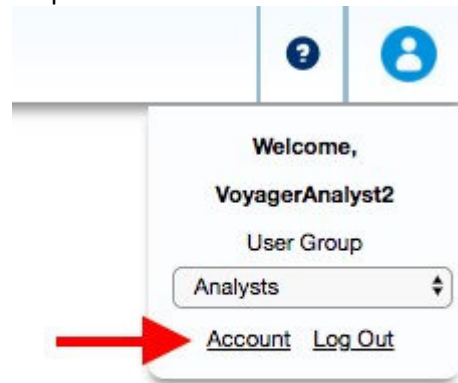 ?
Welcome,
VoyagerAnalyst2
User Group
Analysts
Account Log Out